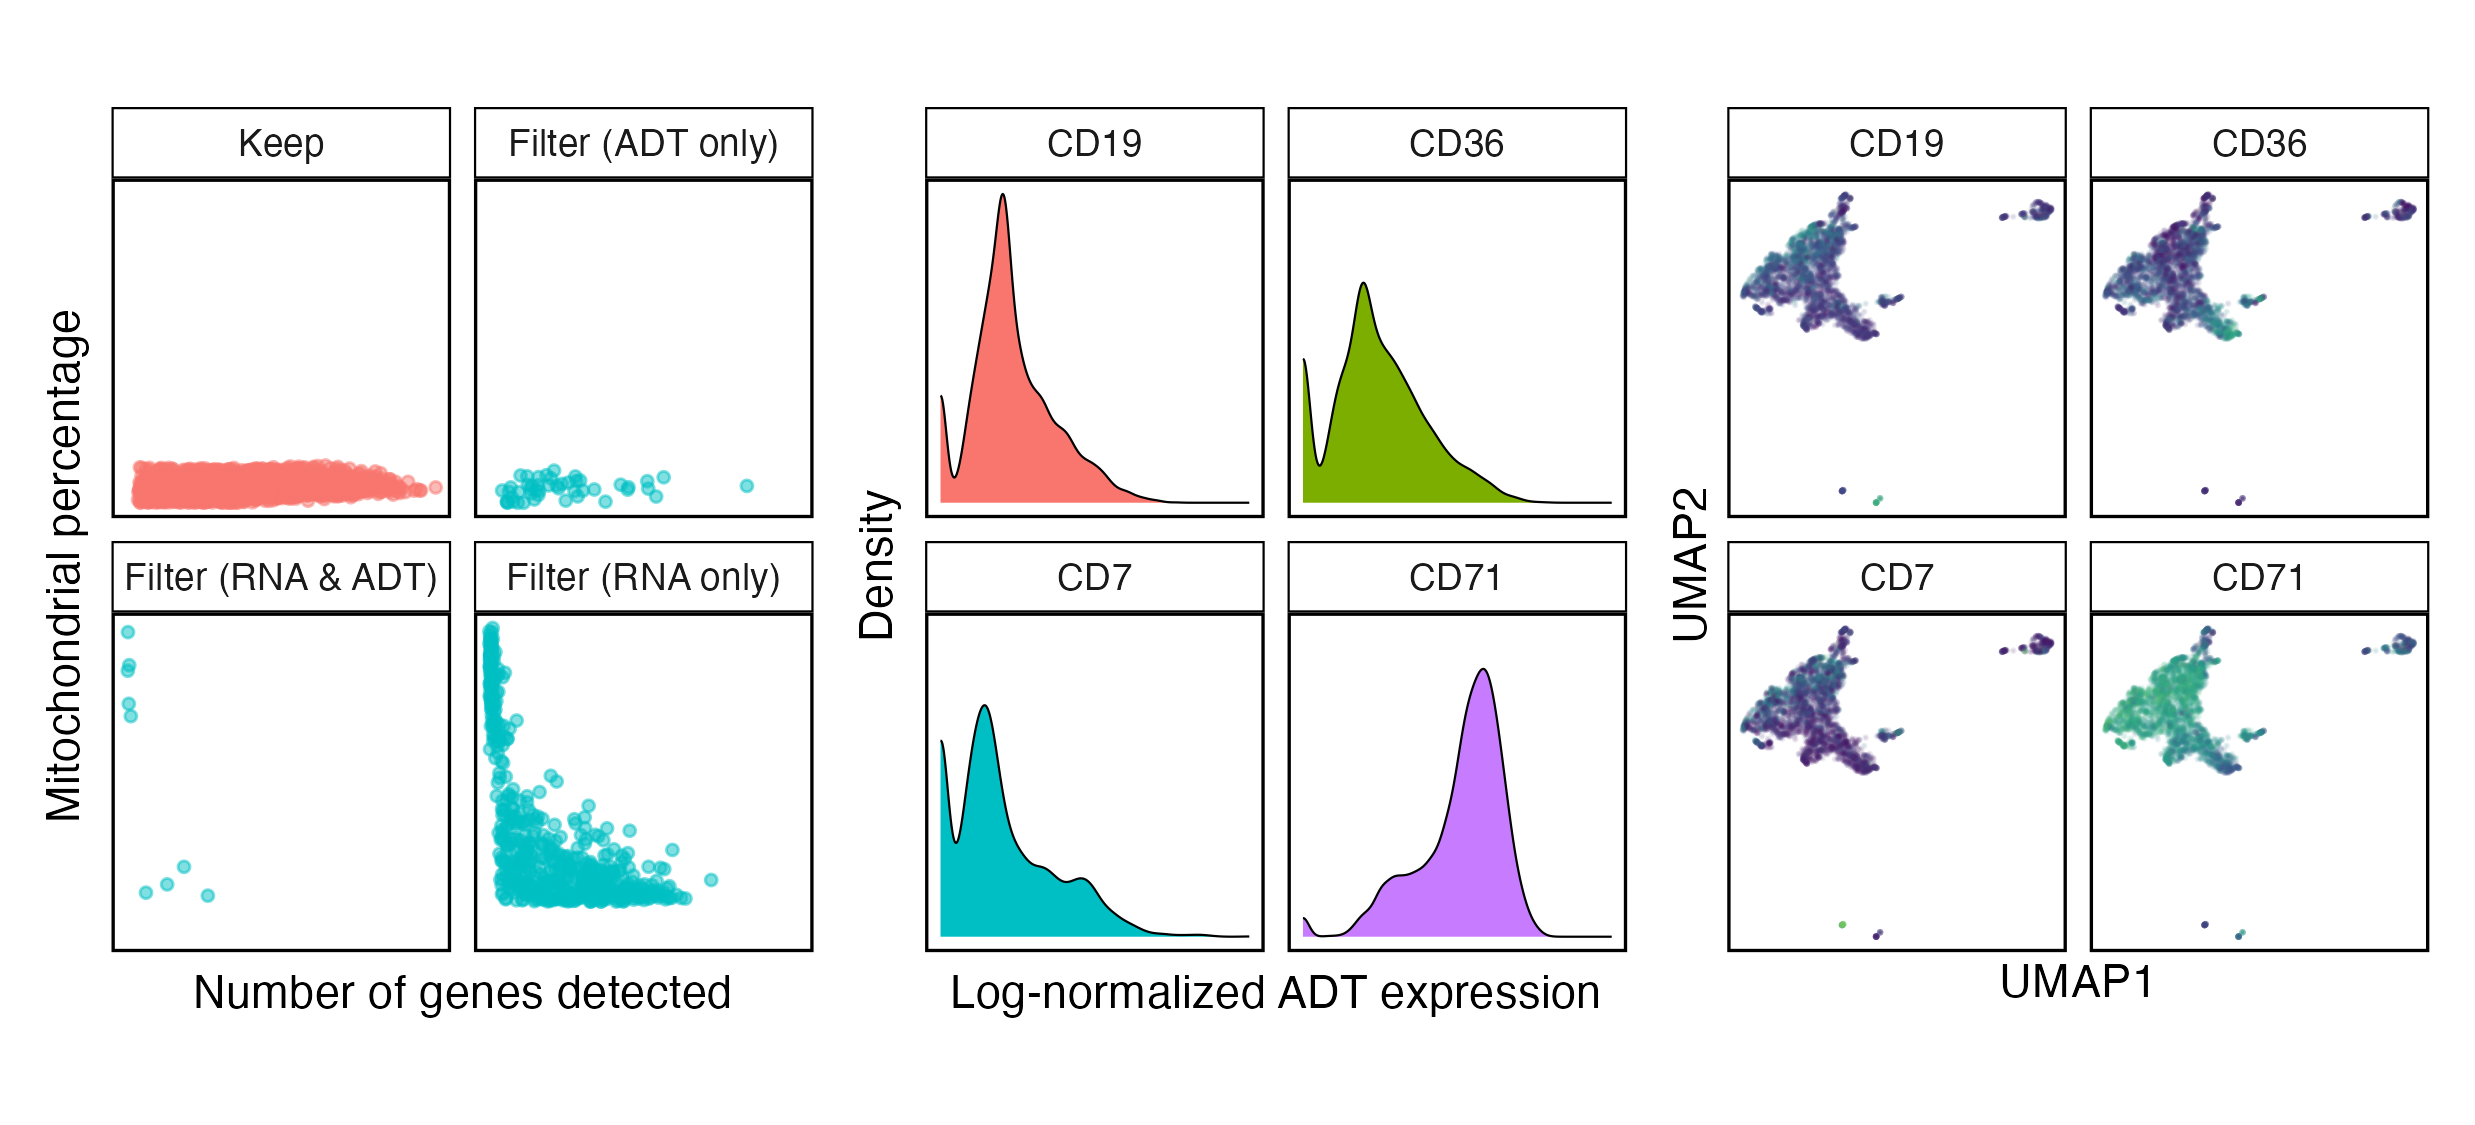 Keep
Filter (ADT only)
Filter (RNA & ADT)
Filter (RNA only)
Mitochondrial percentage
Number of genes detected
CD19
CD36
CD7
CD71
Density
Log-normalized ADT expression
CD19
CD36
CD7
CD71
UMAP2
UMAP1